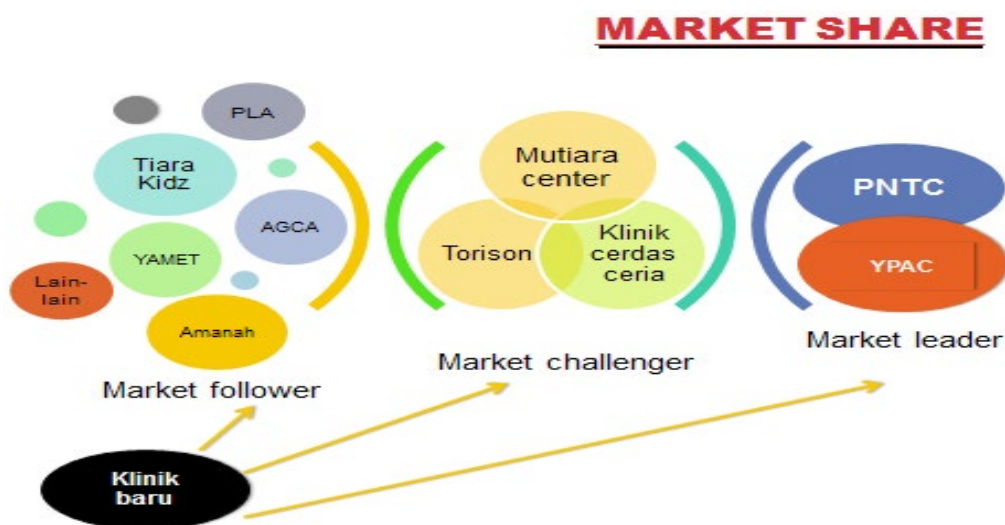 MARKET SHARE
PLA
Tiara
Kidz
AGCA
YAMET
Lain-
lain
Amanah
Market follower
Mutiara
center
Torison
Klinik
cerdas
ceria
Market challenger
PNTC
YPAC
Market leader
Klinik
baru